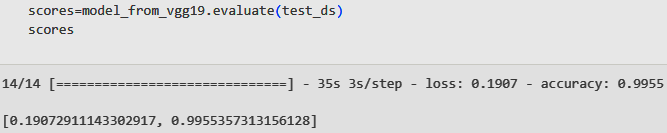 scores=model_from_vgg19.evaluate(test_ds)
scores
14/14 [==============================] - 35s 3s/step - loss: 0.1907 - accuracy: 0.9955
[0.19072911143302917, 0.9955357313156128]